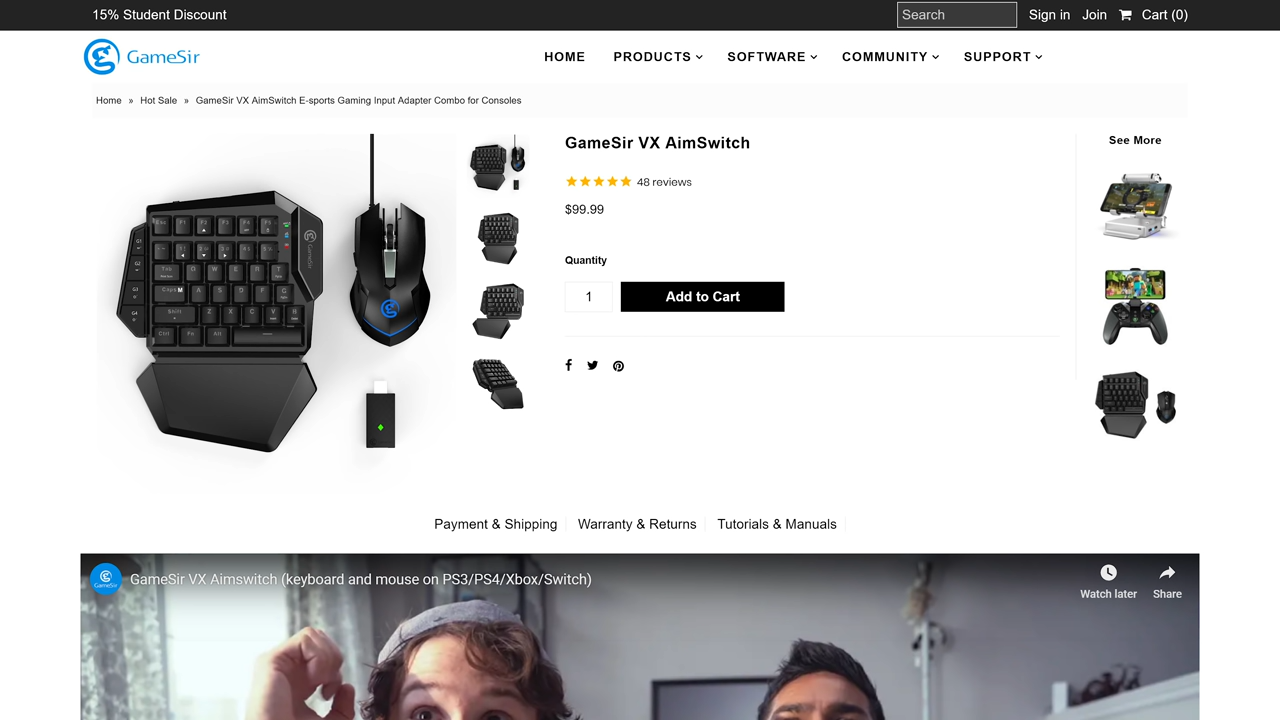 15% Student Discount
Search
Sign in
Join
Cart (0)
GameSir
HOME
PRODUCTS
SOFTWARE
COMMUNITY
SUPPORT
Home » Hot Sale » GameSir VX AimSwitch E-sports Gaming Input Adapter Combo for Consoles
GameSir VX AimSwitch
48 reviews
$99.99
Quantity
1
Add to Cart
See More
Payment & Shipping
Warranty & Returns
Tutorials & Manuals
GameSir VX Aimswitch (keyboard and mouse on PS3/PS4/Xbox/Switch)
Watch later
Share